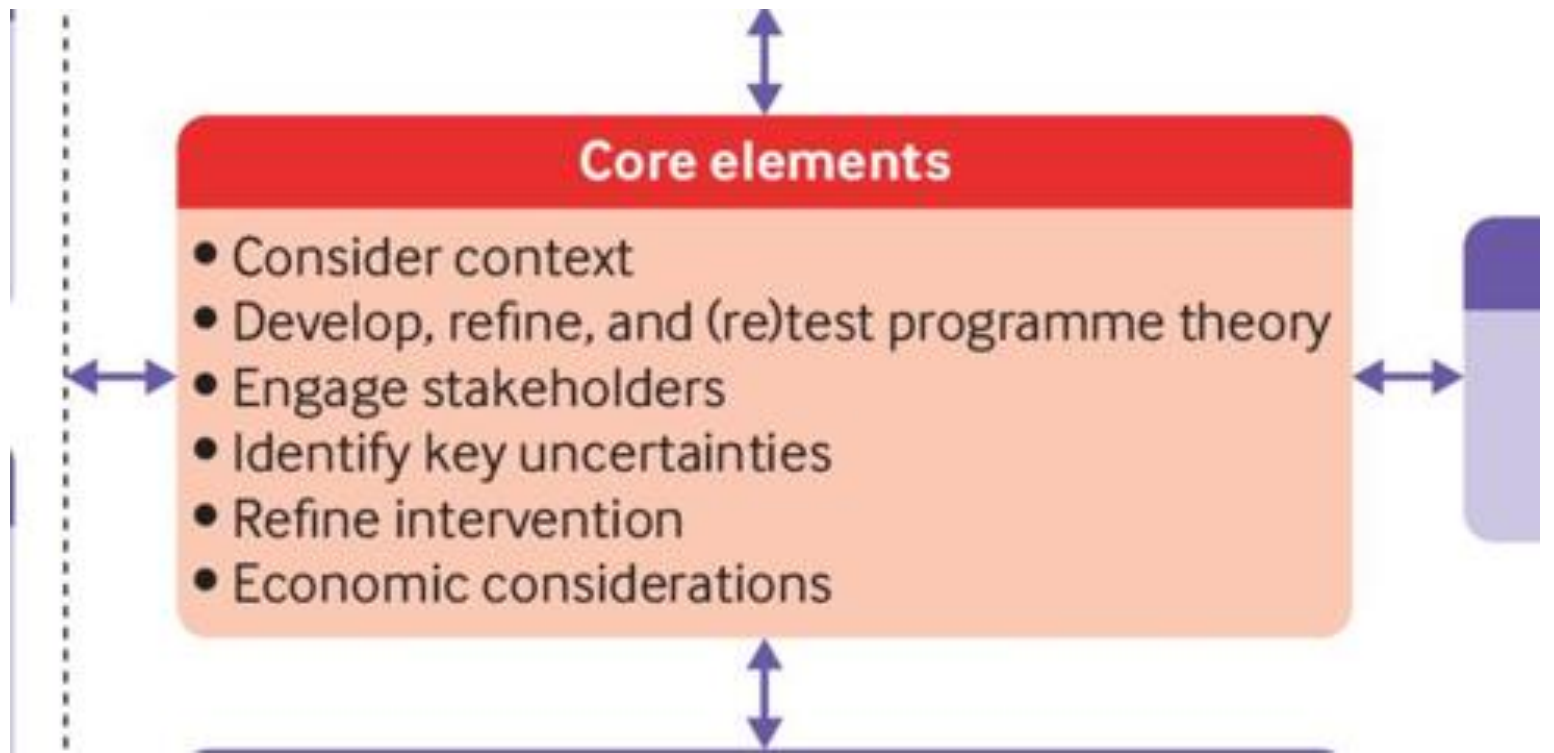 Core elements
• Consider context
• Develop, refine, and (re)test programme theory
• Engage stakeholders
• Identify key uncertainties
• Refine intervention
• Economic considerations